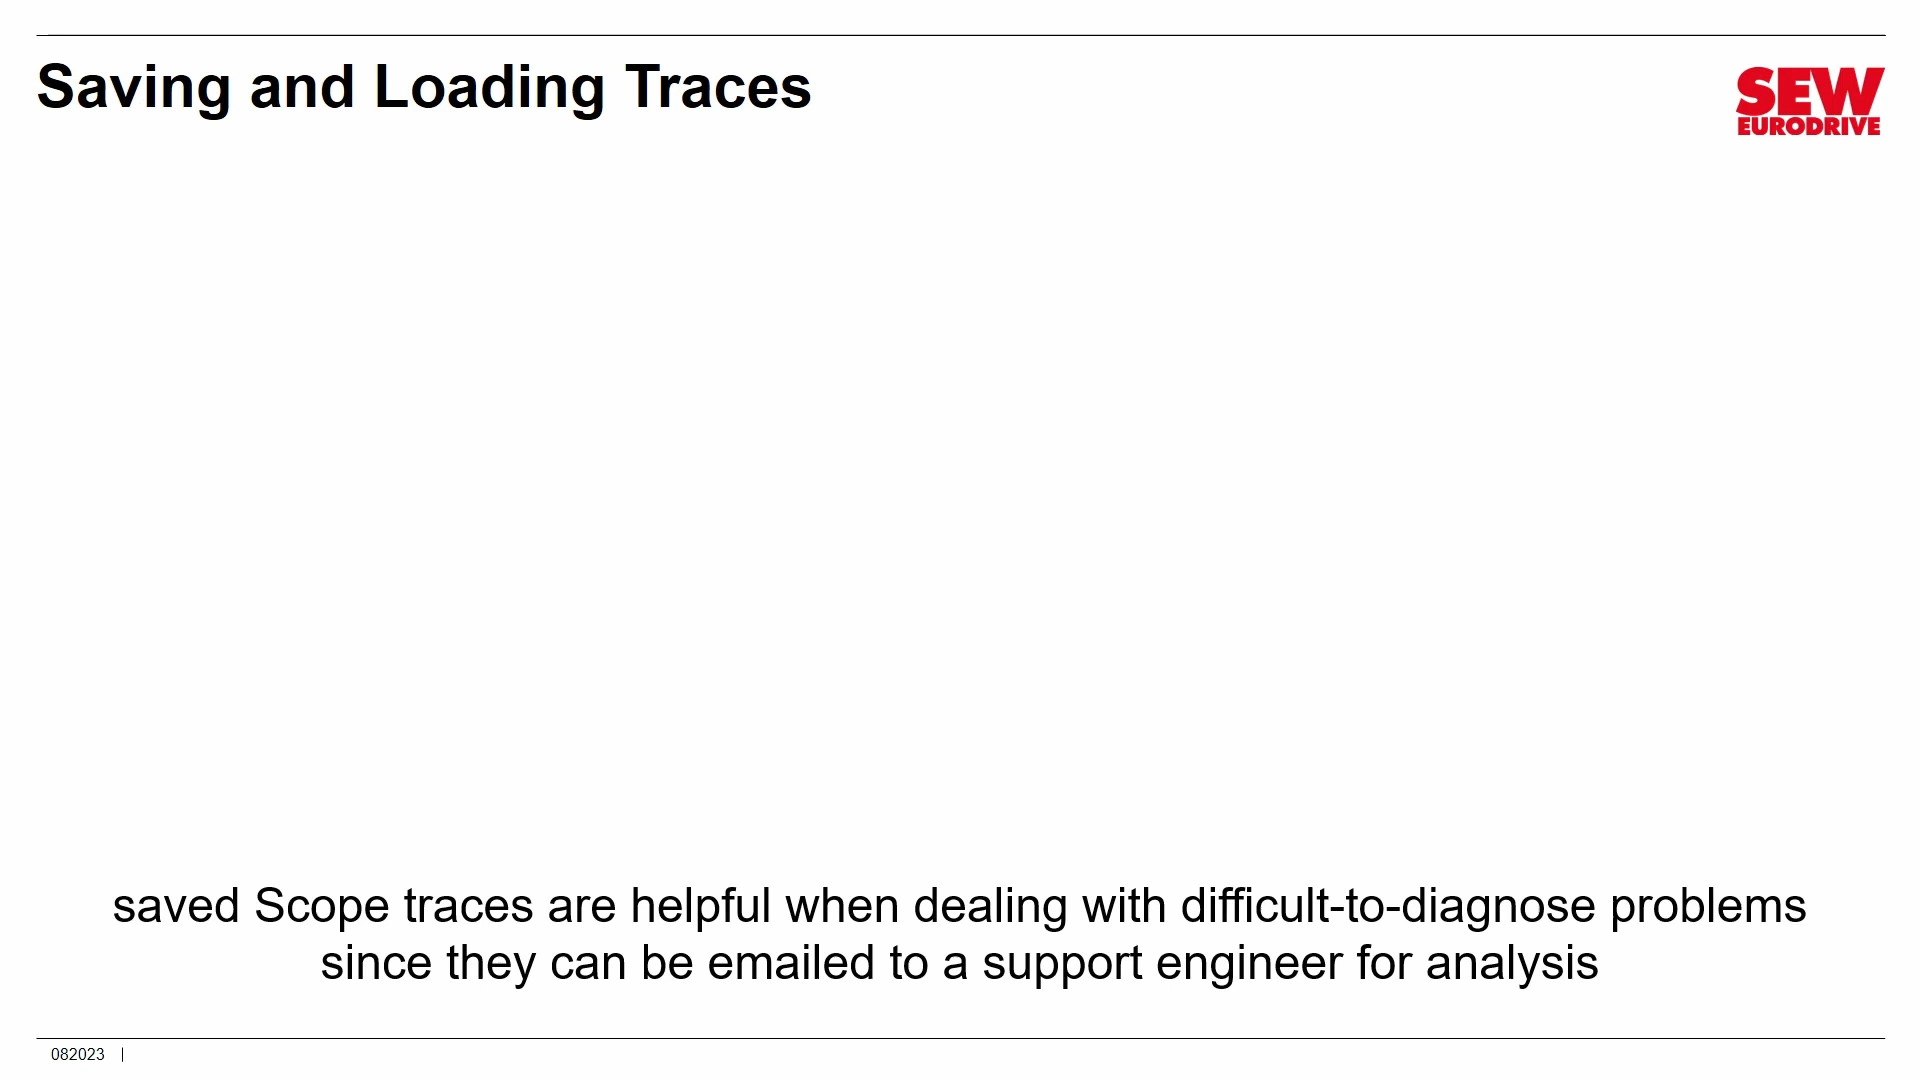 Saving and Loading Traces
SEW
EURODRIVE
saved Scope traces are helpful when dealing with difficult-to-diagnose problems
since they can be emailed to a support engineer for analysis
082023 |